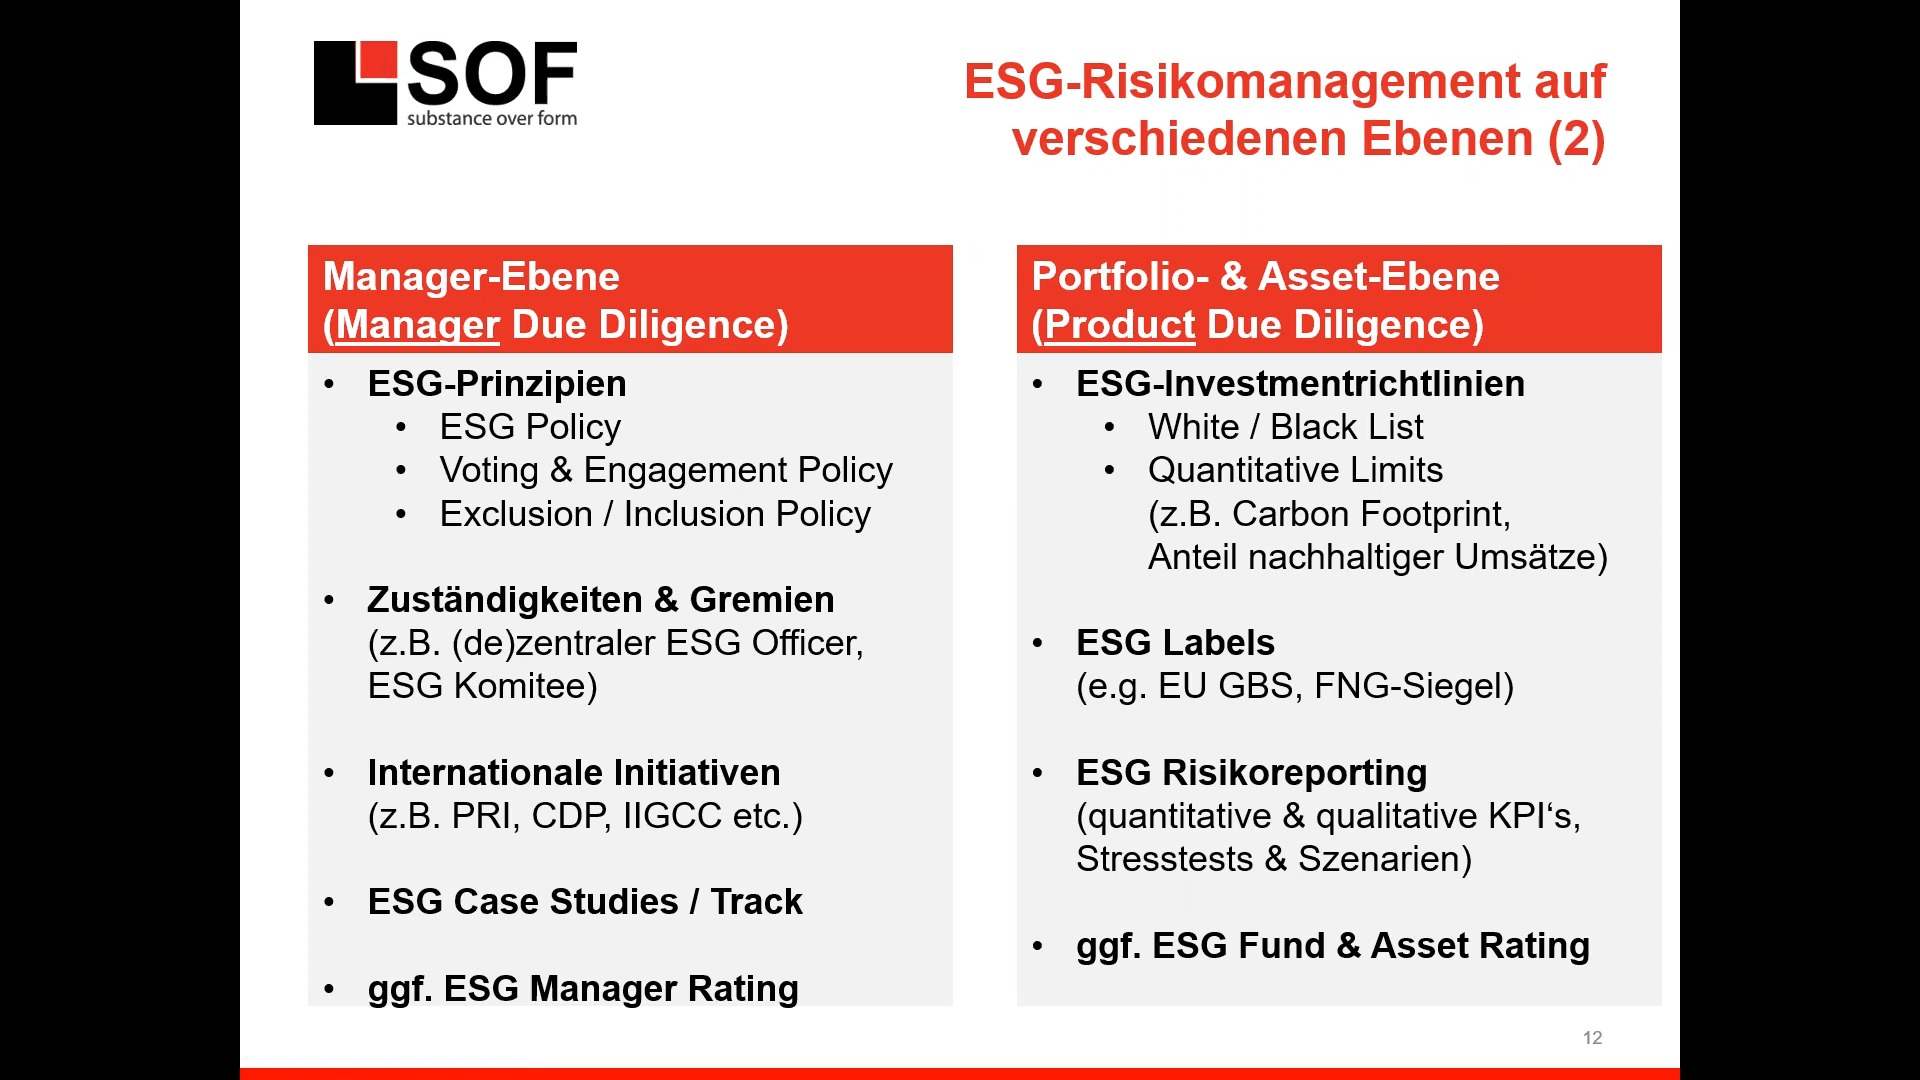 SOF
substance over form
ESG-Risikomanagement auf
verschiedenen Ebenen (2)
Manager-Ebene
(Manager Due Diligence)
• ESG-Prinzipien
• ESG Policy
• Voting & Engagement Policy
• Exclusion / Inclusion Policy
• Zuständigkeiten & Gremien
(z.B. (de)zentraler ESG Officer,
ESG Komitee)
• Internationale Initiativen
(z.B. PRI, CDP, IIGCC etc.)
• ESG Case Studies / Track
• ggf. ESG Manager Rating
Portfolio- & Asset-Ebene
(Product Due Diligence)
• ESG-Investmentrichtlinien
• White / Black List
• Quantitative Limits
(z.B. Carbon Footprint,
Anteil nachhaltiger Umsätze)
• ESG Labels
(e.g. EU GBS, FNG-Siegel)
• ESG Risikoreporting
(quantitative & qualitative KPI‘s,
Stresstests & Szenarien)
• ggf. ESG Fund & Asset Rating
12